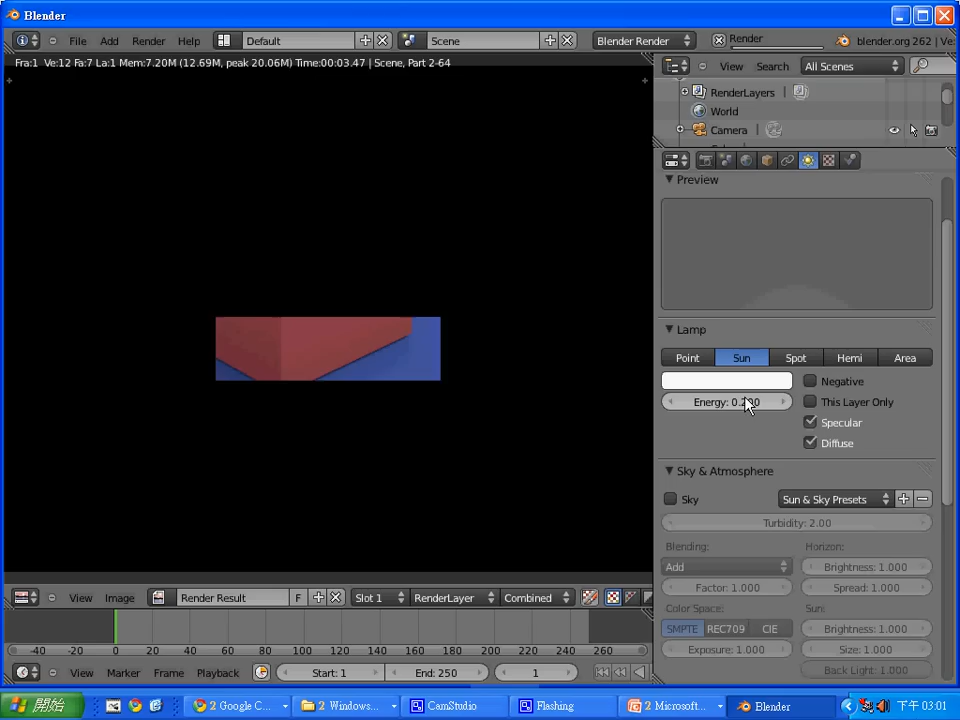 Blender
File Add Render Help Default Scene Blender Render Render blender.org 262 | Ve:
Fra:1 Ve:12 Fa:7 La:1 Mem:7.20M (12.69M, peak 20.06M) Time:00:03.47 | Scene, Part 2-64
View Search All Scenes
RenderLayers
World
Camera
Preview
Lamp
Point Sun Spot Hemi Area
Negative
Energy: 0.200 This Layer Only
Specular
Diffuse
Sky & Atmosphere
Sky Sun & Sky Presets
Turbidity: 2.00
Blending: Horizon:
Add Brightness: 1.000
Factor: 1.000 Spread: 1.000
Color Space: Sun:
SMPTE REC709 CIE Brightness: 1.000
Exposure: 1.000 Size: 1.000
Back Light: 1.000
View Image Render Result F Slot 1 RenderLayer Combined
-40 -20 0 20 40 60 80 100 120 140 160 180 200 220 240 260
View Marker Frame Playback Start: 1 End: 250 1
開始 2 Google C... 2 Windows... CamStudio Flashing 2 Microsoft... Blender 下午 03:01